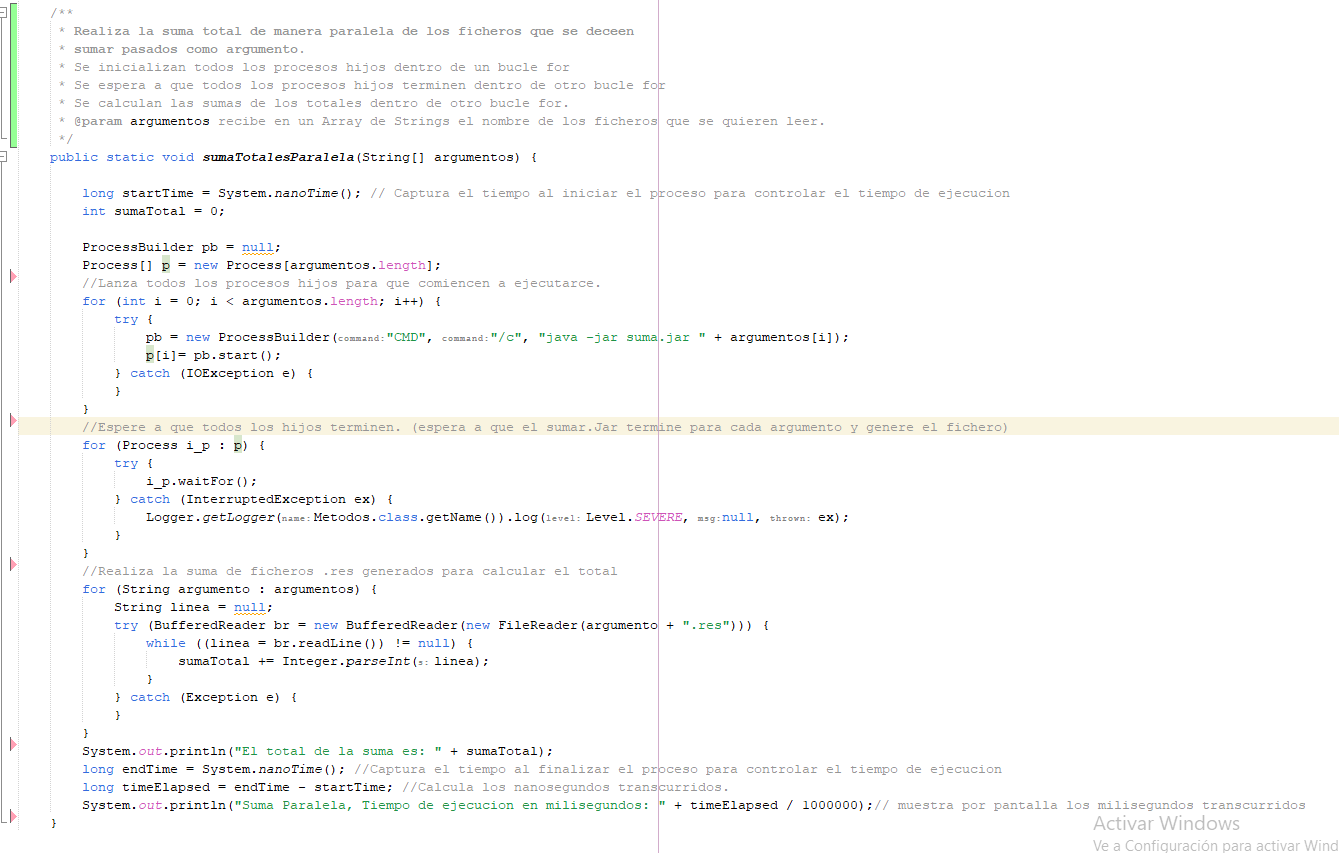 /**
* Realiza la suma total de manera paralela de los ficheros que se deceen
* sumar pasados como argumento.
* Se inicializan todos los procesos hijos dentro de un bucle for
* Se espera a que todos los procesos hijos terminen dentro de otro bucle for
* Se calculan las sumas de los totales dentro de otro bucle for.
* @param argumentos recibe en un Array de Strings el nombre de los ficheros que se quieren leer.
*/
public static void sumaTotalesParalela(String[] argumentos) {
long startTime = System.nanoTime(); // Captura el tiempo al iniciar el proceso para controlar el tiempo de ejecucion
int sumaTotal = 0;
ProcessBuilder pb = null;
Process[] p = new Process[argumentos.length];
//Lanza todos los procesos hijos para que comiencen a ejecutarce.
for (int i = 0; i < argumentos.length; i++) {
try {
pb = new ProcessBuilder(command:"CMD", command:"/c", "java -jar suma.jar " + argumentos[i]);
p[i]= pb.start();
} catch (IOException e) {
}
}
//Espere a que todos los hijos terminen. (espera a que el sumar.Jar termine para cada argumento y genere el fichero)
for (Process i_p : p) {
try {
i_p.waitFor();
} catch (InterruptedException ex) {
Logger.getLogger(name:Metodos.class.getName()).log(level:Level.SEVERE, msg:null, thrown: ex);
}
}
//Realiza la suma de ficheros .res generados para calcular el total
for (String argumento : argumentos) {
String linea = null;
try (BufferedReader br = new BufferedReader(new FileReader(argumento + ".res"))) {
while ((linea = br.readLine()) != null) {
sumaTotal += Integer.parseInt(s:linea);
}
} catch (Exception e) {
}
}
System.out.println("El total de la suma es: " + sumaTotal);
long endTime = System.nanoTime(); //Captura el tiempo al finalizar el proceso para controlar el tiempo de ejecucion
long timeElapsed = endTime - startTime; //Calcula los nanosegundos transcurridos.
System.out.println("Suma Paralela, Tiempo de ejecucion en milisegundos: " + timeElapsed / 1000000);// muestra por pantalla los milisegundos transcurridos
}
Activar Windows
Ve a Configuración para activar Wind